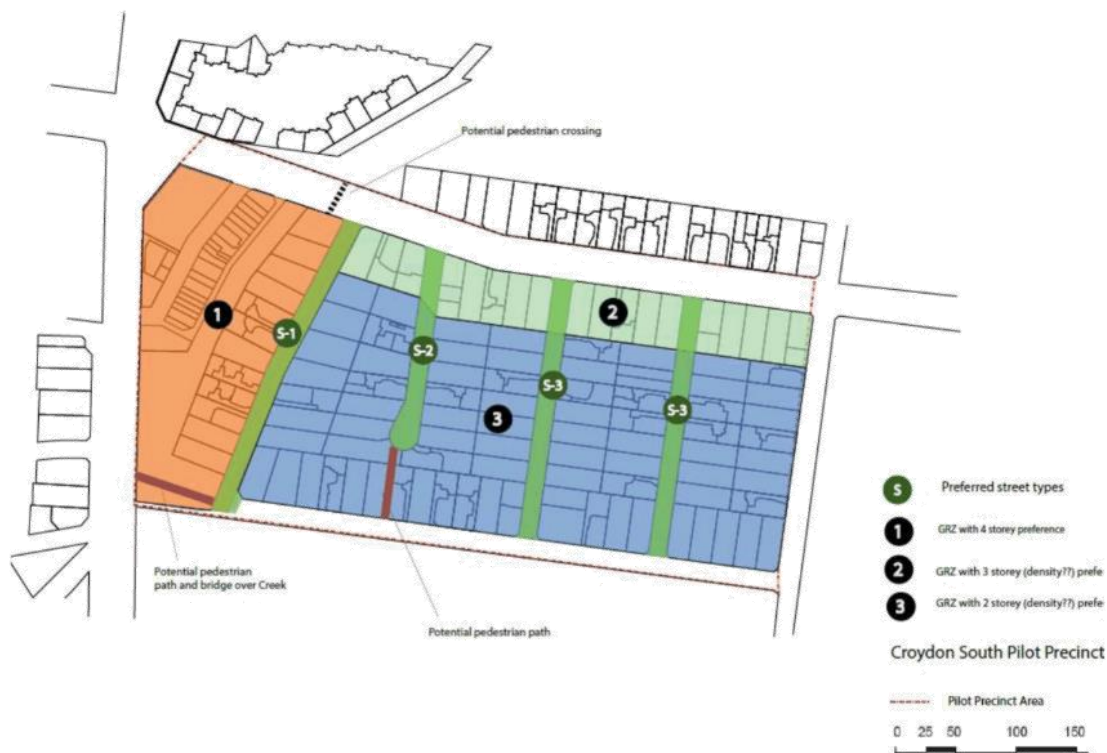 Potential pedestrian crossing
1
2
S-1
S-2
S-3
S-3
3
Potential pedestrian
path and bridge over Creek
Potential pedestrian path
S Preferred street types
1 GRZ with 4 storey preference
2 GRZ with 3 storey (density??) prefe
3 GRZ with 2 storey (density??) prefe
Croydon South Pilot Precinct
Pilot Precinct Area
0 25 50 100 150